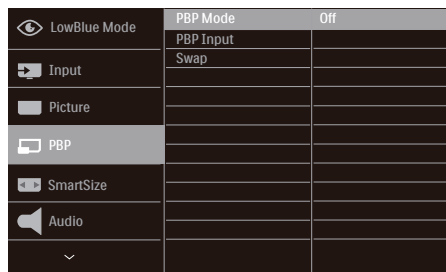 LowBlue Mode
Input
Picture
PBP
SmartSize
Audio
PBP Mode Off
PBP Input
Swap